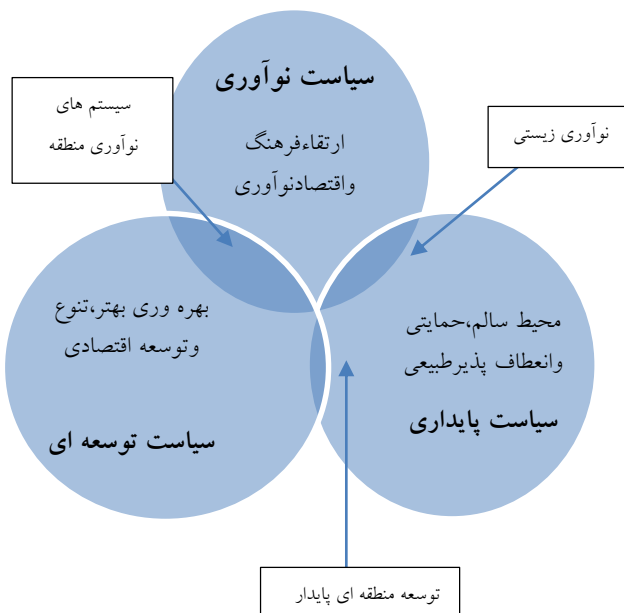 سیاست نوآوری
ارتقاءفرهنگ
واقتصادنوآوری
سیستم های
نوآوری منطقه
نوآوری زیستی
بهره وری بهتر,تنوع
وتوسعه اقتصادی
سیاست توسعه ای
محیط سالم,حمایتی
وانعطاف پذیرطبیعی
سیاست پایداری
توسعه منطقه ای پایدار